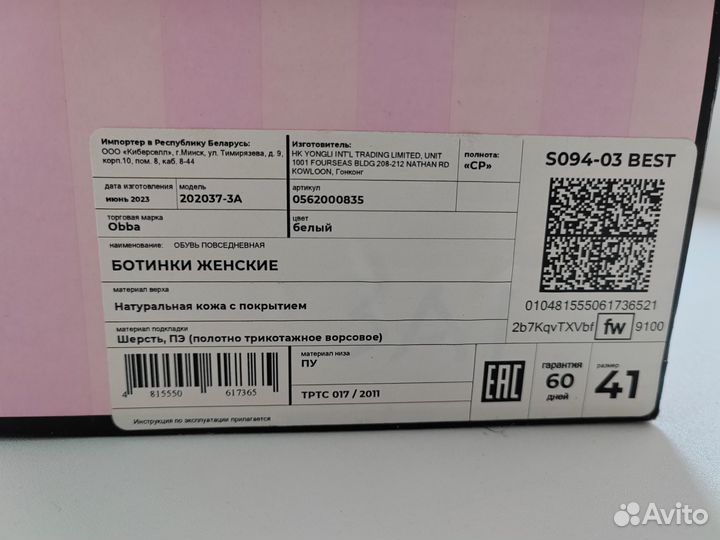 Импортер в Республику Беларусь:
ООО «Киберселл», г.Минск, ул. Тимирязева, д. 9,
корп.10, пом. 8, каб. 8-44
Изготовитель:
HK YONGLI INT'L TRADING LIMITED, UNIT
1001 FOURSEAS BLDG 208-212 NATHAN RD
KOWLOON, Гонконг
полнота:
«СР»
S094-03 BEST
дата изготовления
июнь 2023
модель
202037-3A
артикул
0562000835
торговая марка
Obba
цвет
белый
наименование: ОБУВЬ ПОВСЕДНЕВНАЯ
БОТИНКИ ЖЕНСКИЕ
материал верха
Натуральная кожа с покрытием
материал подкладки
Шерсть, ПЭ (полотно трикотажное ворсовое)
010481555061736521
2b7KqvTXVbf fw 9100
4 815550 617365
материал низа
ПУ
ТРТС 017 / 2011
EAC
гарантия
60
дней
размер
41
Инструкция по эксплуатации прилагается
Avito